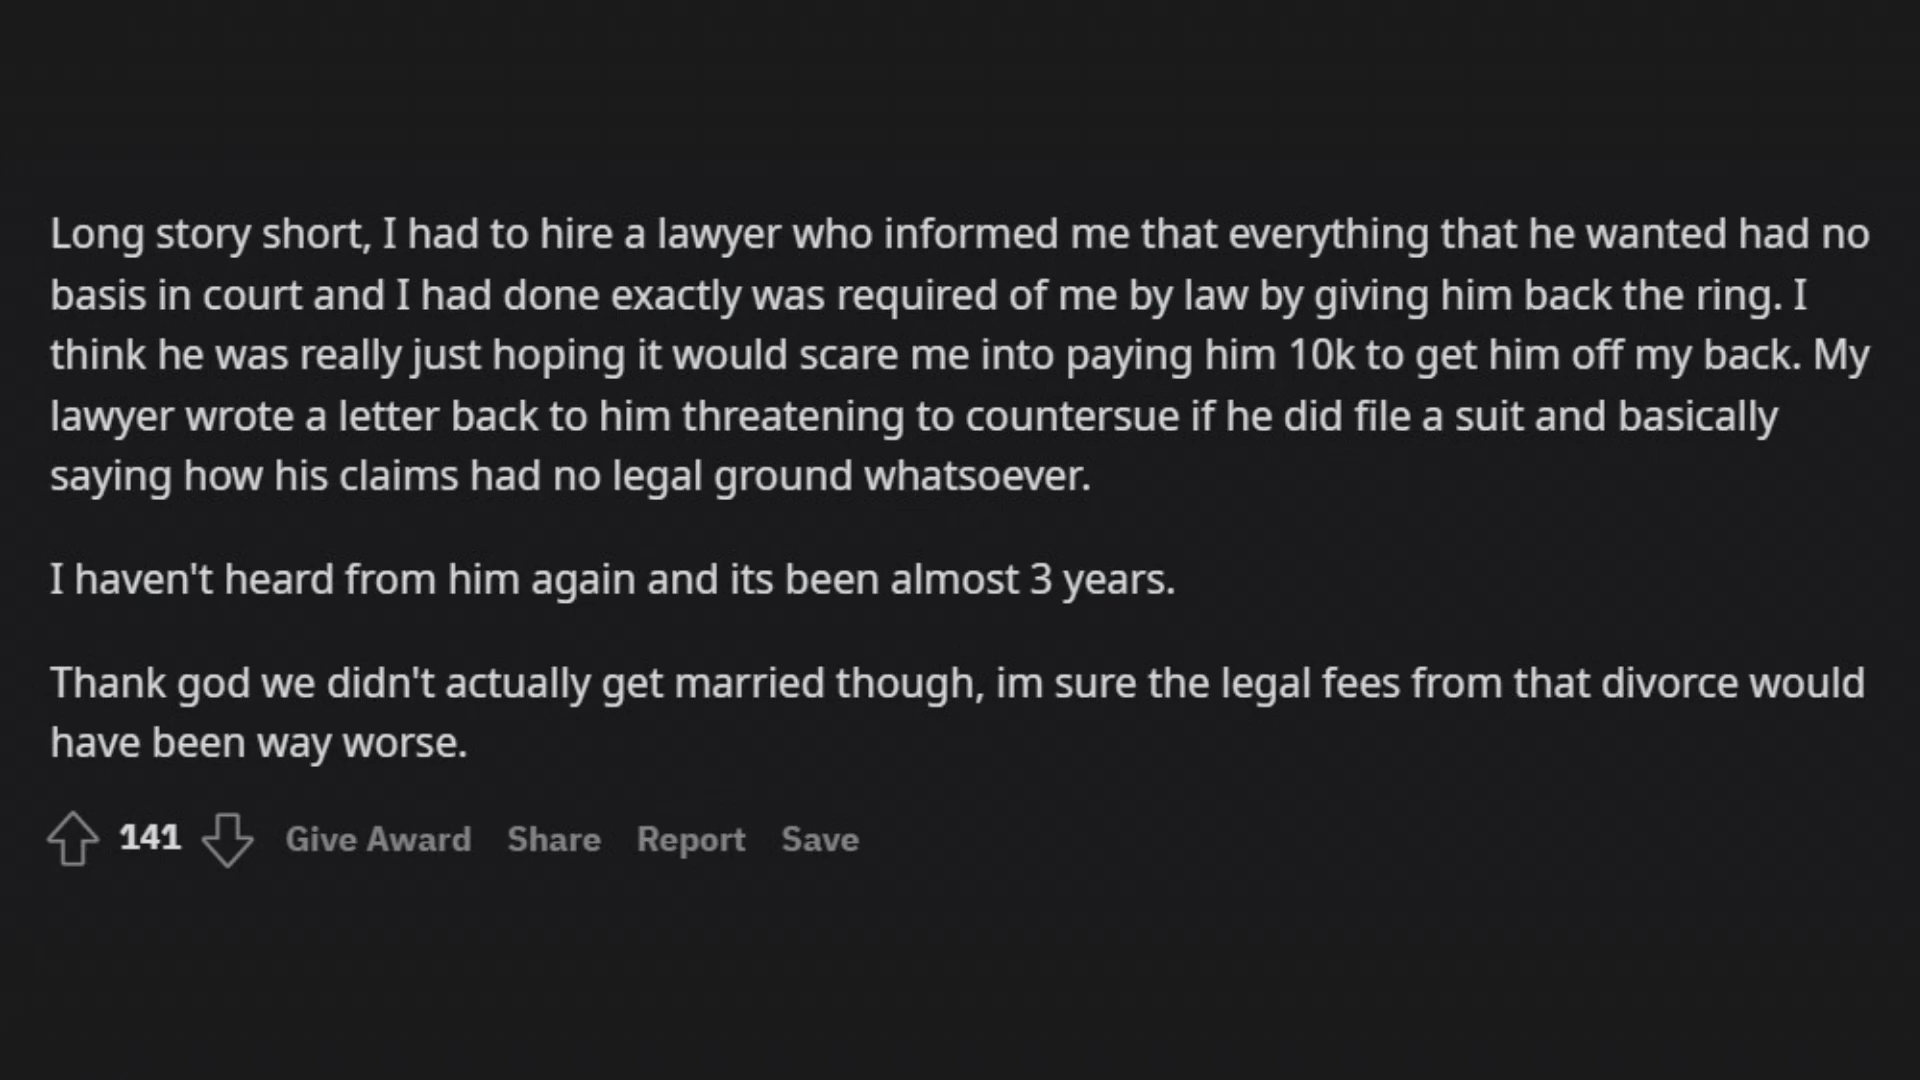 Long story short, I had to hire a lawyer who informed me that everything that he wanted had no
basis in court and I had done exactly was required of me by law by giving him back the ring. I
think he was really just hoping it would scare me into paying him 10k to get him off my back. My
lawyer wrote a letter back to him threatening to countersue if he did file a suit and basically
saying how his claims had no legal ground whatsoever.
I haven't heard from him again and its been almost 3 years.
Thank god we didn't actually get married though, im sure the legal fees from that divorce would
have been way worse.
141 Give Award Share Report Save